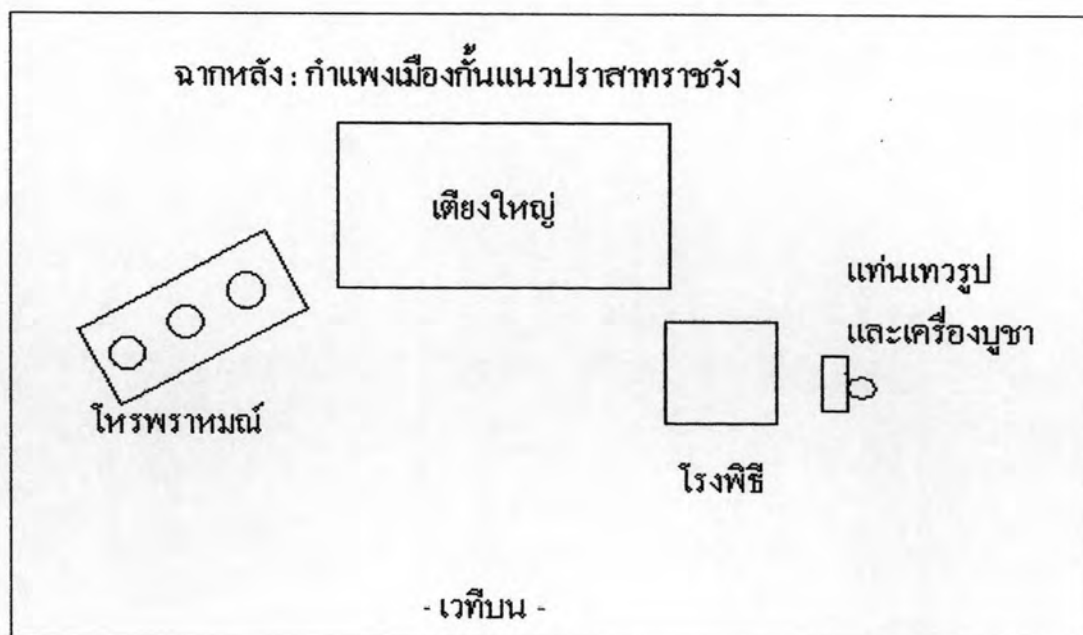 ฉากหลัง : กำแพงเมืองกั้นแนวปราสาทราชวัง
เตียงใหญ่
แท่นเทวรูป
และเครื่องบูชา
โหรพราหมณ์
โรงพิธี
- เวทีบน -